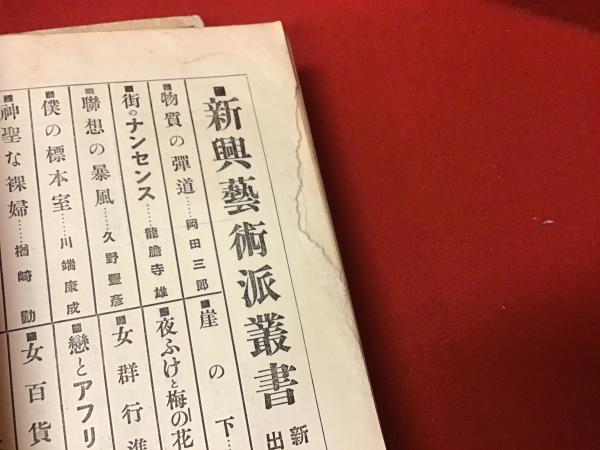 新興藝術派叢書
新
出
物質の彈道……岡田三郎
街のナンセンス……龍膽寺雄
聯想の暴風……久野豐彦
僕の標本室……川端康成
神聖な裸婦……楢崎勤
崖の下…
夜ふけと梅の花
女群行進
戀とアフリ
女百貨